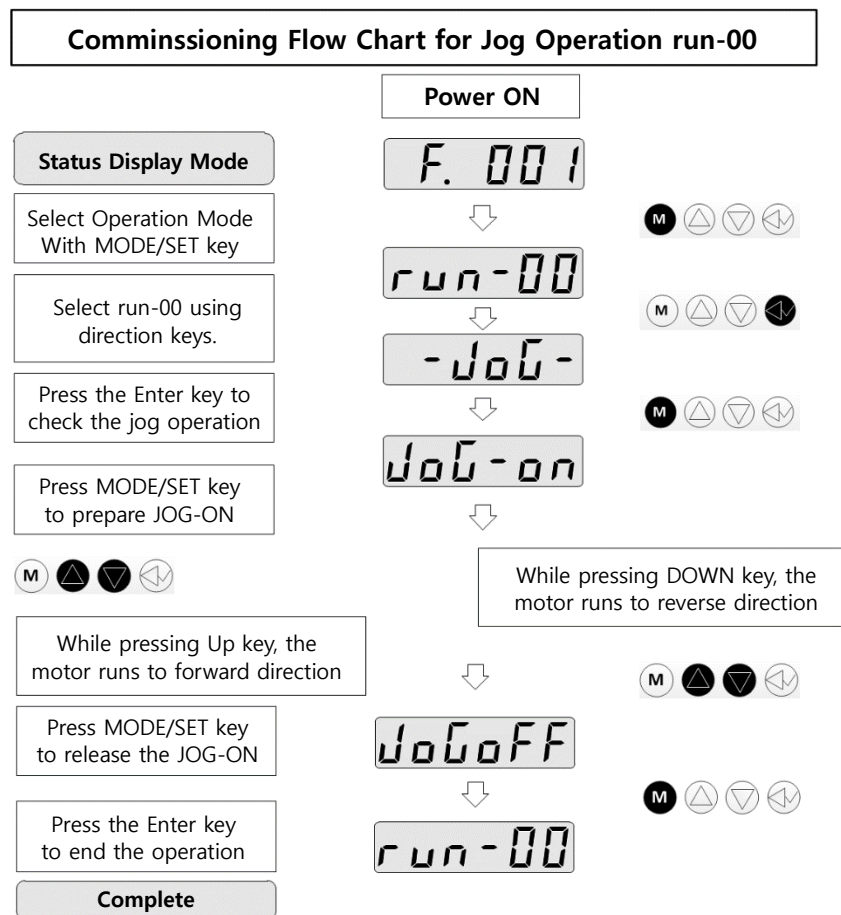 Comminssioning Flow Chart for Jog Operation run-00
Power ON
Status Display Mode
F. 001
Select Operation Mode
With MODE/SET key
M
run-00
Select run-00 using
direction keys.
M
-JoG-
Press the Enter key to
check the jog operation
M
JoG-on
Press MODE/SET key
to prepare JOG-ON
M
While pressing DOWN key, the
motor runs to reverse direction
While pressing Up key, the
motor runs to forward direction
M
Press MODE/SET key
to release the JOG-ON
JoGoFF
M
Press the Enter key
to end the operation
run-00
Complete